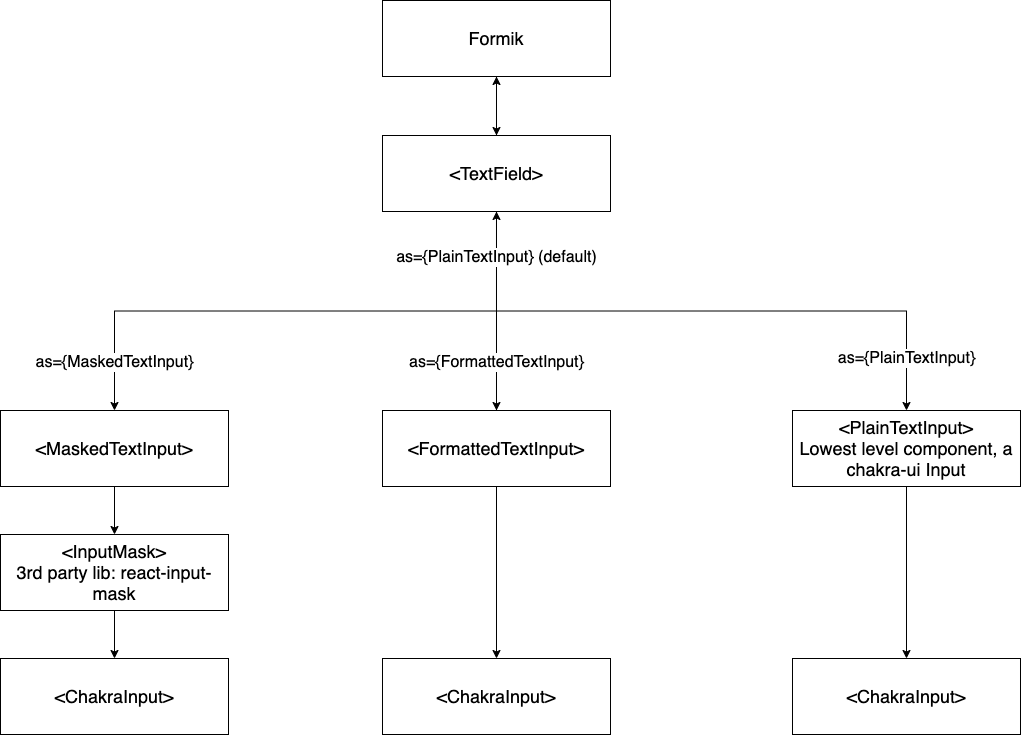 Formik
<TextField>
as={PlainTextInput} (default)
as={MaskedTextInput}
as={FormattedTextInput}
as={PlainTextInput}
<MaskedTextInput>
<FormattedTextInput>
<PlainTextInput>
Lowest level component, a
chakra-ui Input
<InputMask>
3rd party lib: react-input-
mask
<ChakraInput>
<ChakraInput>
<ChakraInput>